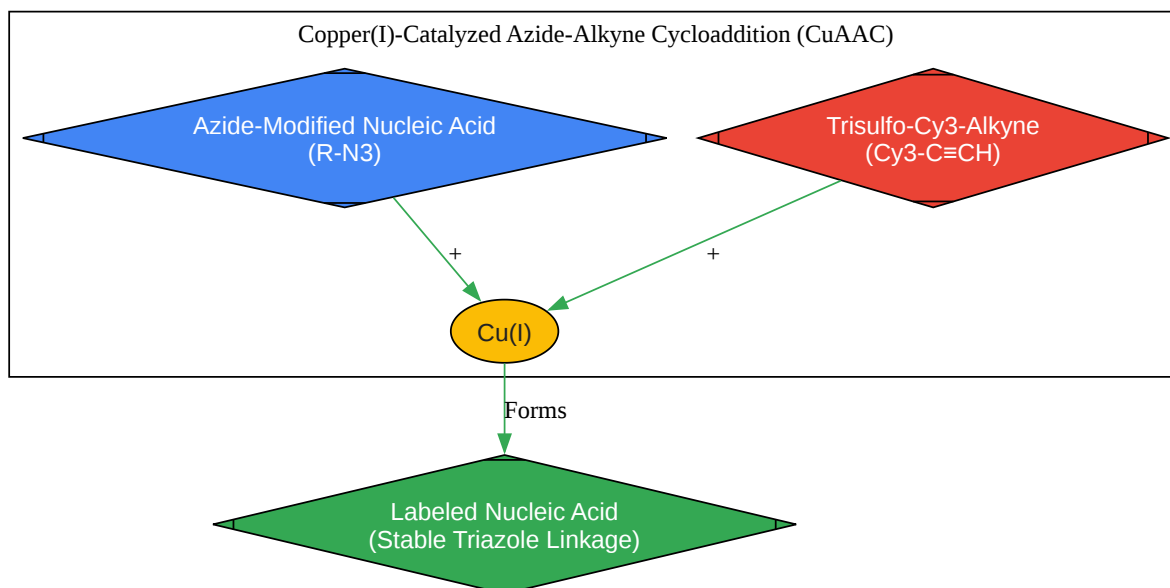 Copper(I)-Catalyzed Azide-Alkyne Cycloaddition (CuAAC)
Azide-Modified Nucleic Acid
(R-N3)
Trisulfo-Cy3-Alkyne
(Cy3-C≡CH)
+
+
Cu(I)
Forms
Labeled Nucleic Acid
(Stable Triazole Linkage)